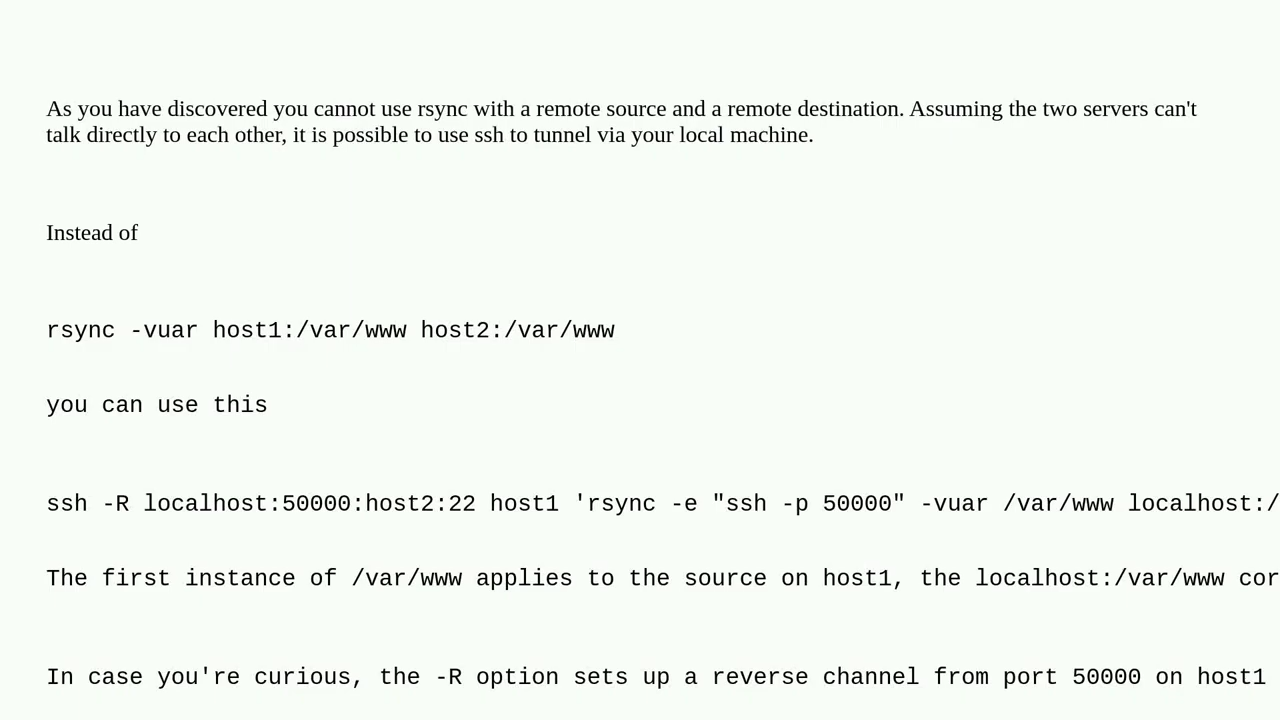 As you have discovered you cannot use rsync with a remote source and a remote destination. Assuming the two servers can't
talk directly to each other, it is possible to use ssh to tunnel via your local machine.
Instead of
rsync -vuar host1:/var/www host2:/var/www
you can use this
ssh -R localhost:50000:host2:22 host1 'rsync -e "ssh -p 50000" -vuar /var/www localhost:/
The first instance of /var/www applies to the source on host1, the localhost:/var/www cor
In case you're curious, the -R option sets up a reverse channel from port 50000 on host1